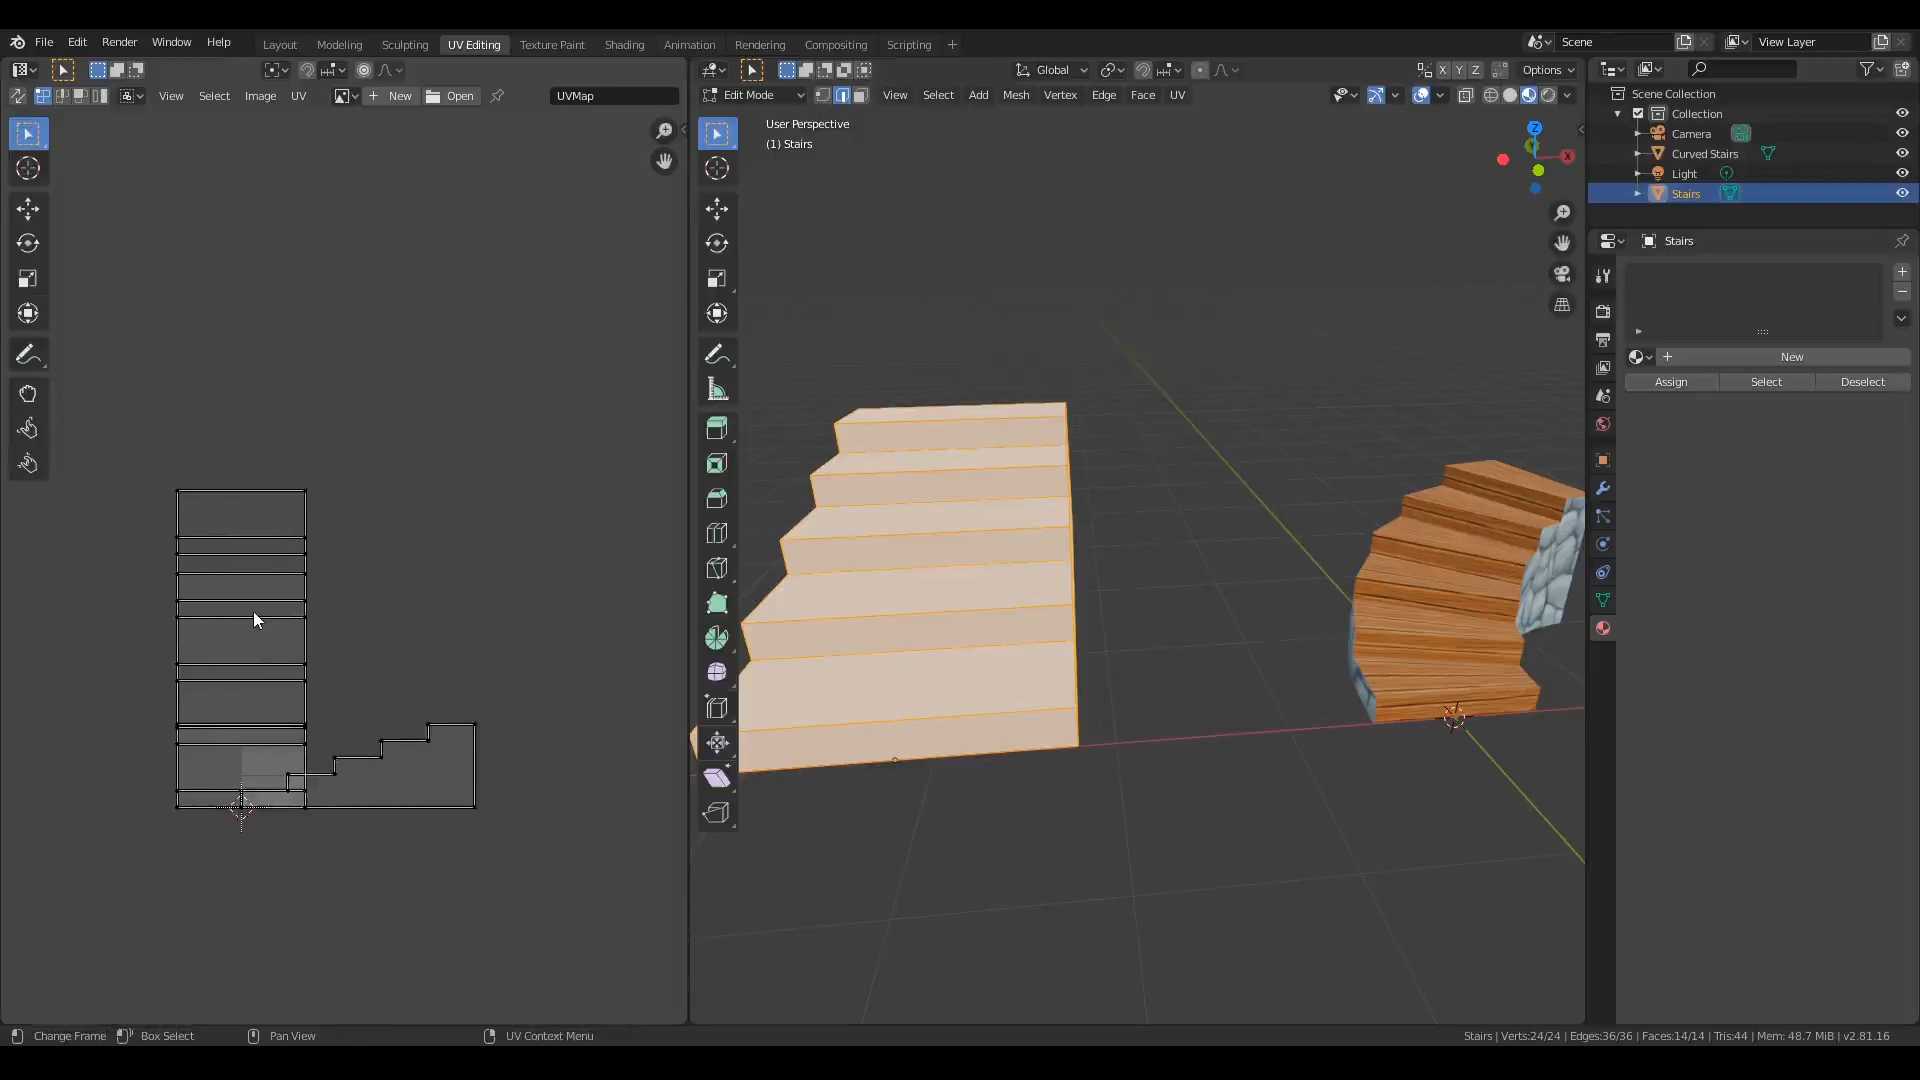 File Edit Render Window Help Layout Modeling Sculpting UV Editing Texture Paint Shading Animation Rendering Compositing Scripting + Scene View Layer
Global X Y Z Options
View Select Image UV New Open UVMap
Edit Mode View Select Add Mesh Vertex Edge Face UV
User Perspective
(1) Stairs
Z
X
Y
Scene Collection
Collection
Camera
Curved Stairs
Light
Stairs
Stairs
New
Assign Select Deselect
Change Frame Box Select Pan View UV Context Menu Stairs | Verts:24/24 | Edges:36/36 | Faces:14/14 | Tris:44 | Mem: 48.7 MiB | v2.81.16